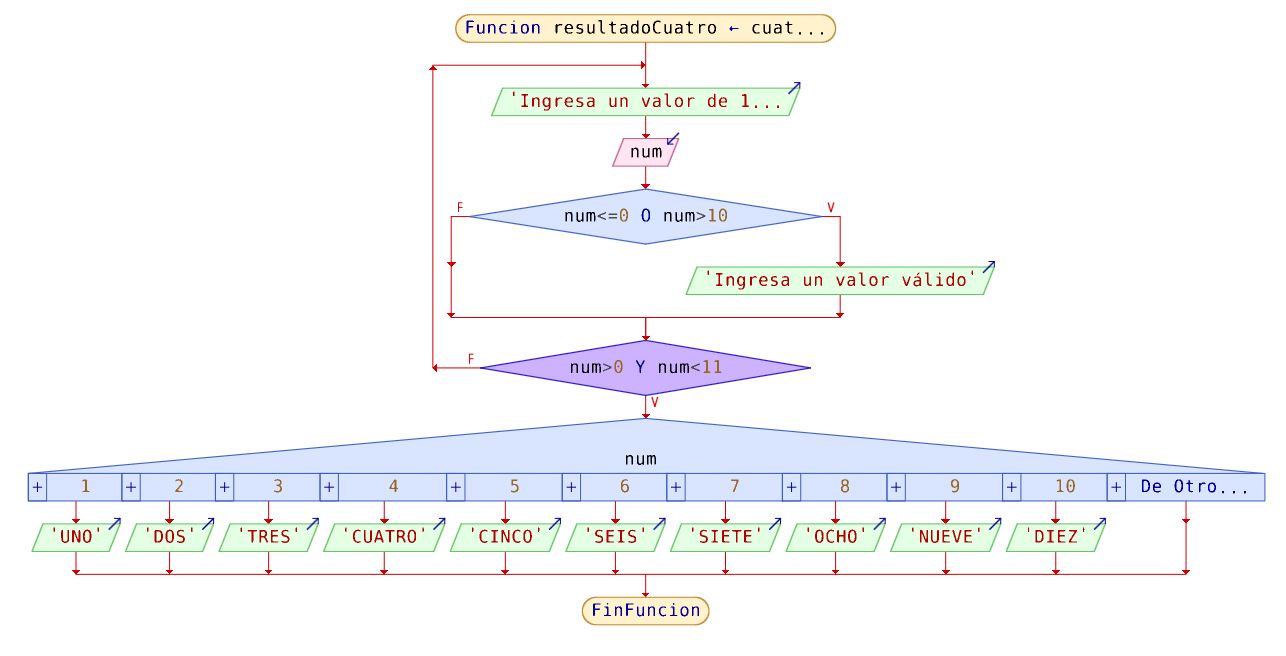 Funcion resultadoCuatro ← cuat...
'Ingresa un valor de 1...
num
F
num<=0 O num>10
V
'Ingresa un valor válido'
F
num>0 Y num<11
V
num
+ 1 + 2 + 3 + 4 + 5 + 6 + 7 + 8 + 9 + 10 + De Otro...
'UNO' 'DOS' 'TRES' 'CUATRO' 'CINCO' 'SEIS' 'SIETE' 'OCHO' 'NUEVE' 'DIEZ'
FinFuncion